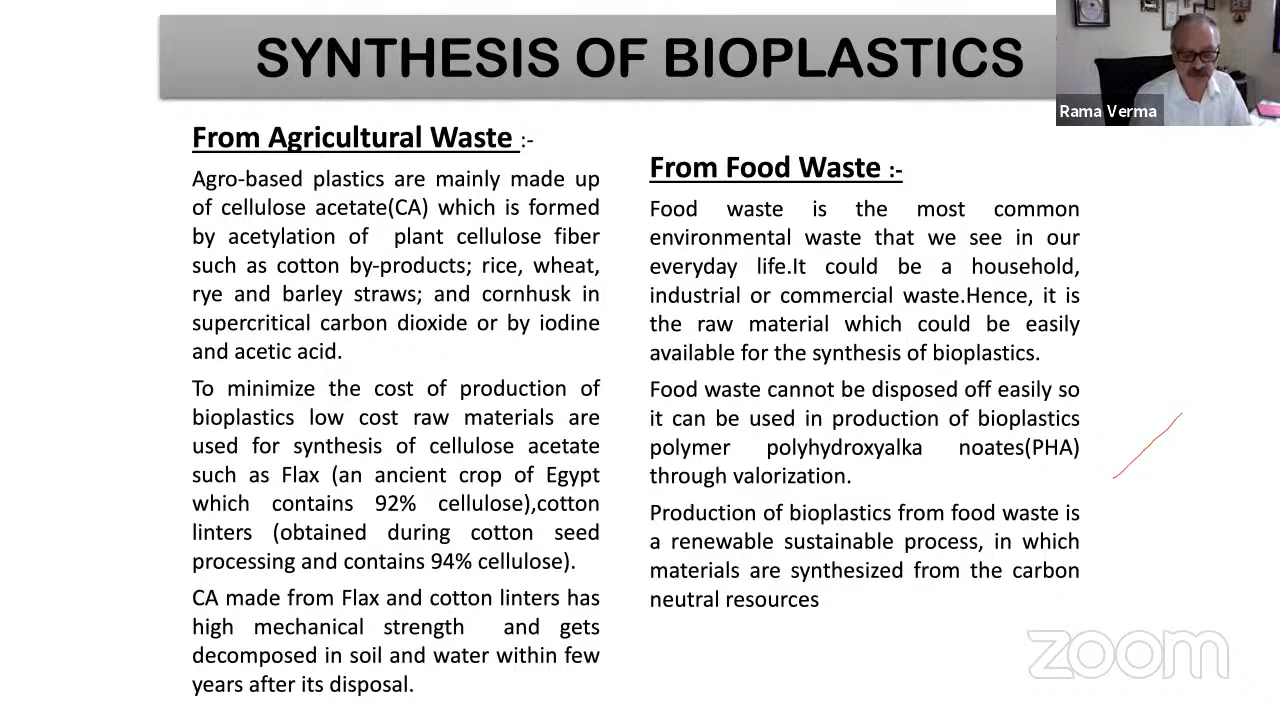 SYNTHESIS OF BIOPLASTICS
Rama Verma
From Agricultural Waste :-
Agro-based plastics are mainly made up
of cellulose acetate(CA) which is formed
by acetylation of plant cellulose fiber
such as cotton by-products; rice, wheat,
rye and barley straws; and cornhusk in
supercritical carbon dioxide or by iodine
and acetic acid.
To minimize the cost of production of
bioplastics low cost raw materials are
used for synthesis of cellulose acetate
such as Flax (an ancient crop of Egypt
which contains 92% cellulose),cotton
linters (obtained during cotton seed
processing and contains 94% cellulose).
CA made from Flax and cotton linters has
high mechanical strength and gets
decomposed in soil and water within few
years after its disposal.
From Food Waste :-
Food waste is the most common
environmental waste that we see in our
everyday life.It could be a household,
industrial or commercial waste.Hence, it is
the raw material which could be easily
available for the synthesis of bioplastics.
Food waste cannot be disposed off easily so
it can be used in production of bioplastics
polymer polyhydroxyalka noates(PHA)
through valorization.
Production of bioplastics from food waste is
a renewable sustainable process, in which
materials are synthesized from the carbon
neutral resources
zoom